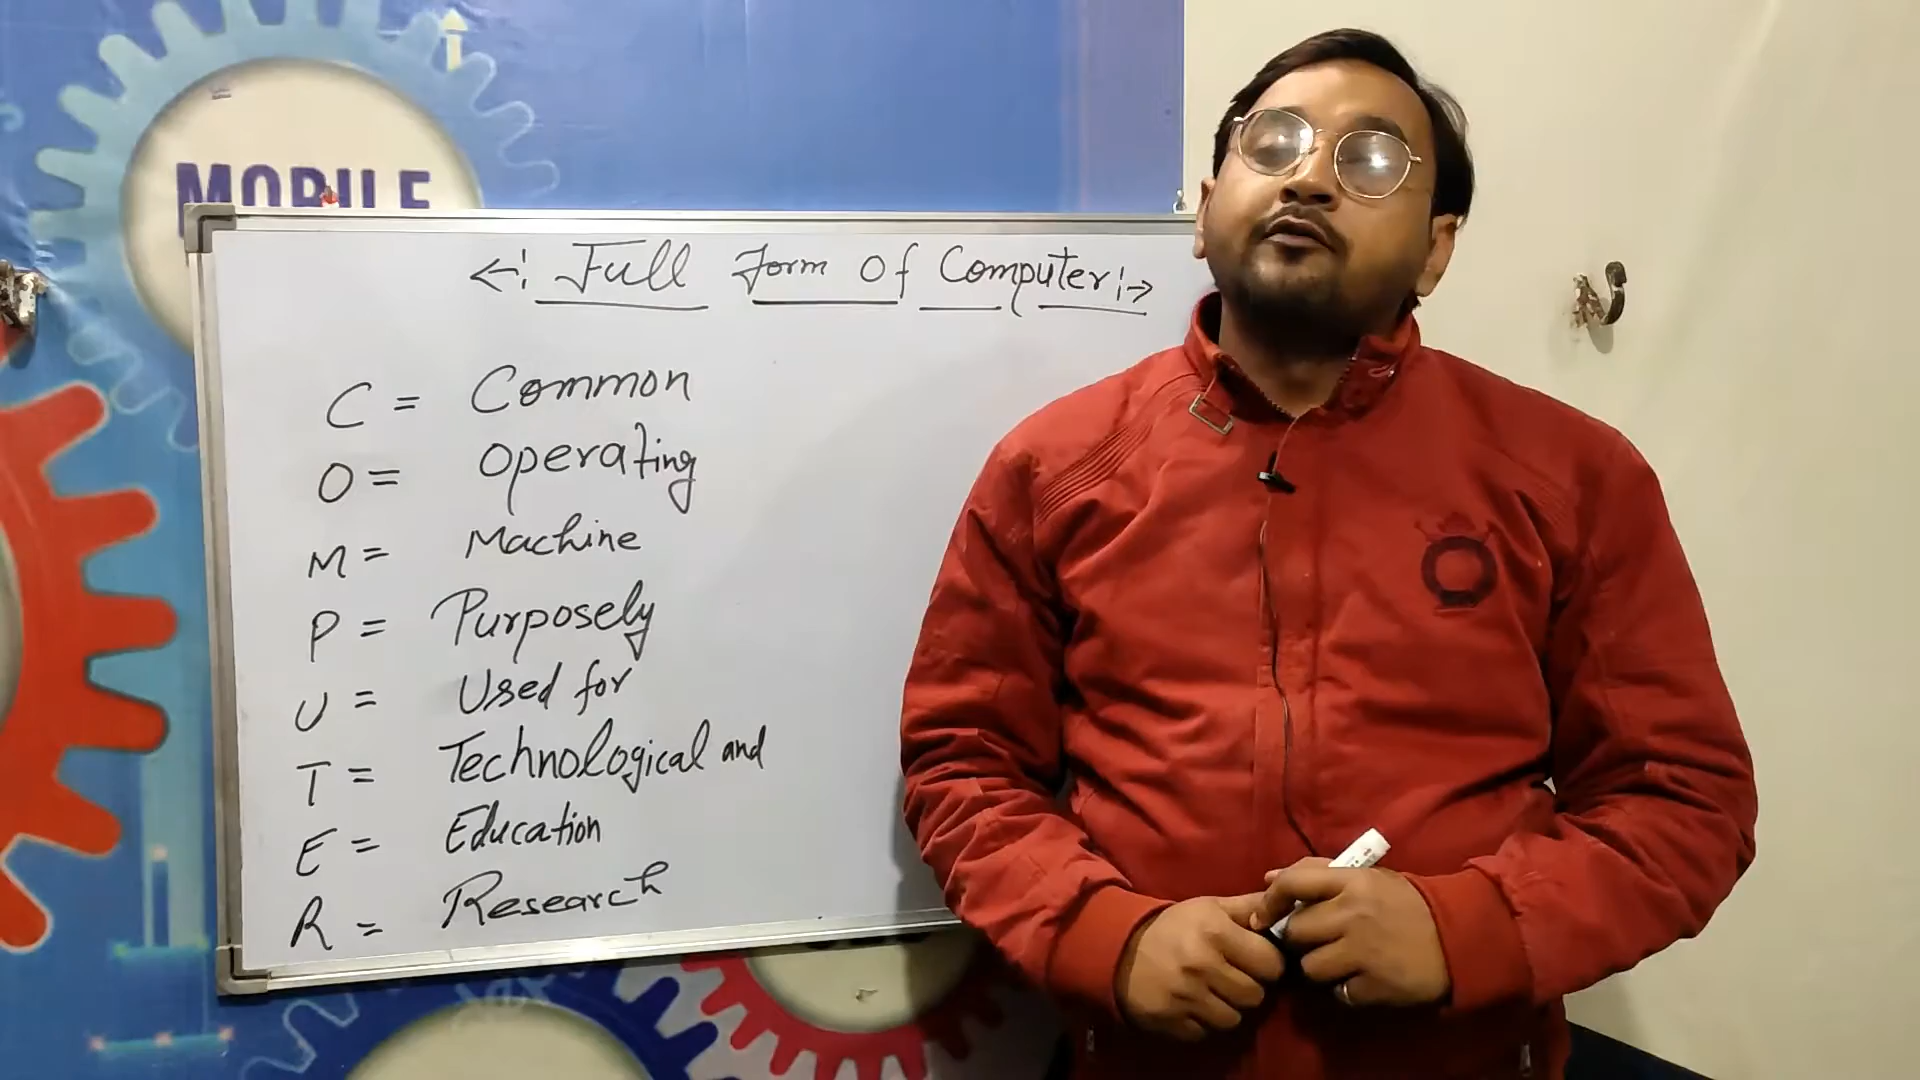 MOBILE
←: Full Form Of Computer :→
C = Common
O = Operating
M = Machine
P = Purposely
U = Used for
T = Technological and
E = Education
R = Research